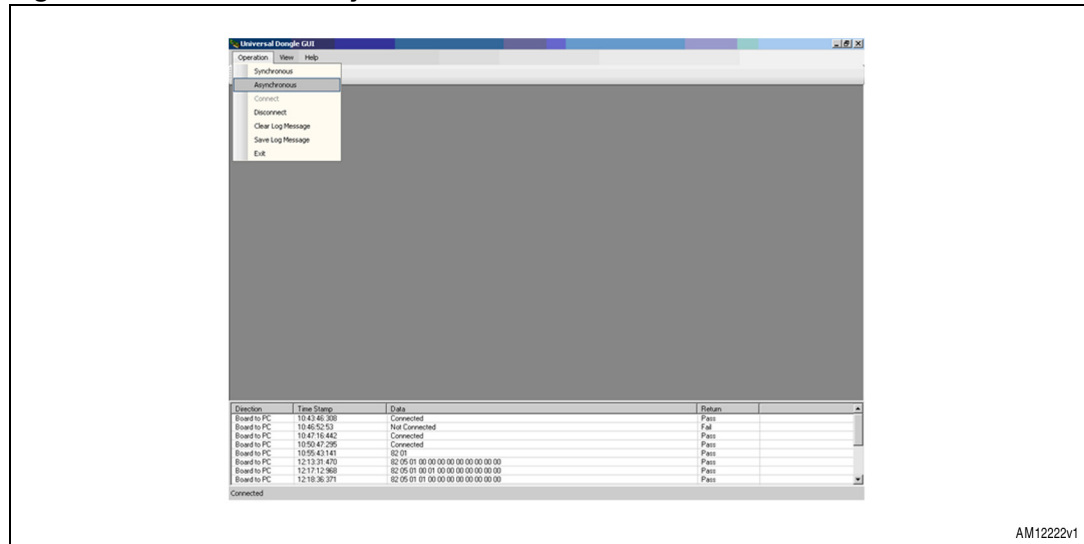 Universal Dongle GUI
Operation View Help
Synchronous
Asynchronous
Connect
Disconnect
Clear Log Message
Save Log Message
Exit
Direction Time Stamp Data Return
Board to PC 10:43:46:308 Connected Pass
Board to PC 10:46:52:53 Not Connected Fail
Board to PC 10:47:16:442 Connected Pass
Board to PC 10:50:47:295 Connected Pass
Board to PC 10:55:43:141 82 01 Pass
Board to PC 12:13:31:470 82 05 01 00 00 00 00 00 00 00 00 00 Pass
Board to PC 12:17:12:968 82 05 01 00 01 00 00 00 00 00 00 00 Pass
Board to PC 12:18:36:371 82 05 01 01 00 00 00 00 00 00 00 00 Pass
Connected
AM12222v1